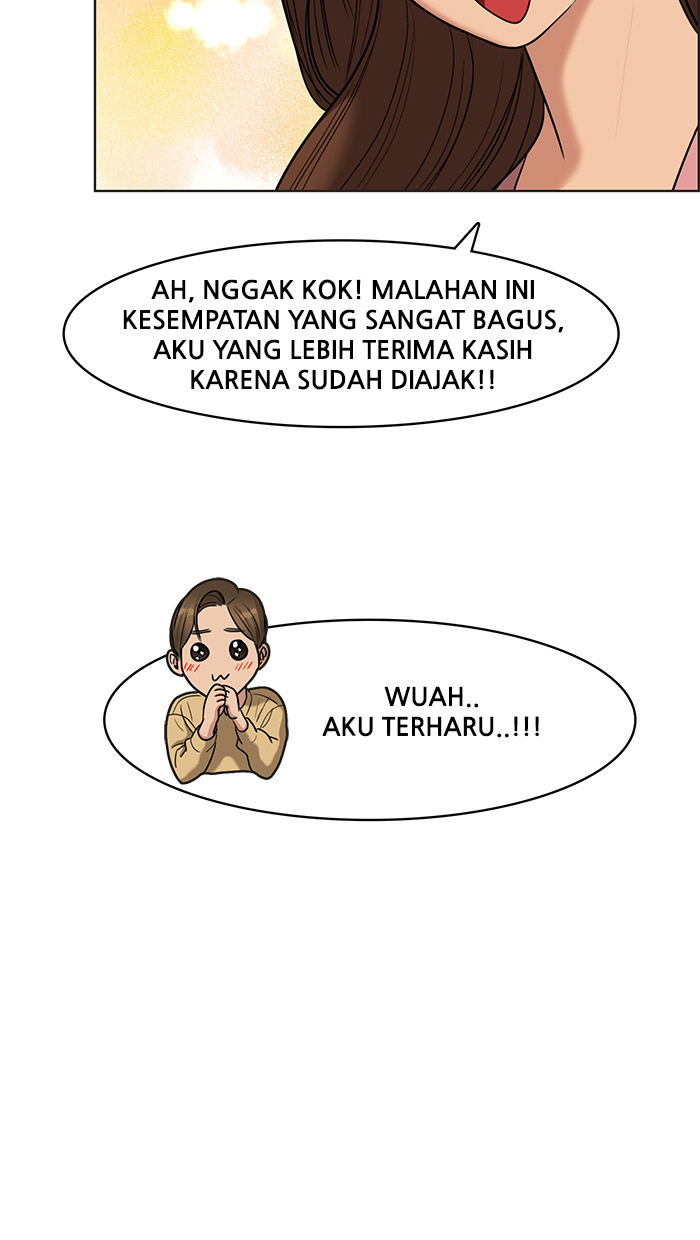 AH, NGGAK KOK! MALAHAN INI
KESEMPATAN YANG SANGAT BAGUS,
AKU YANG LEBIH TERIMA KASIH
KARENA SUDAH DIAJAK!!
WUAH..
AKU TERHARU..!!!